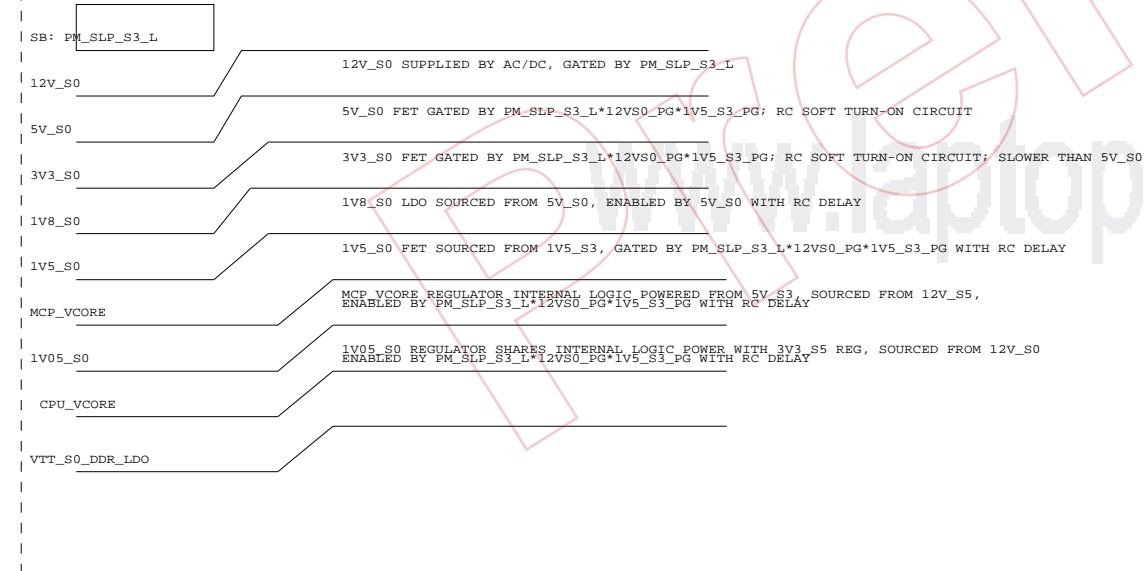 SB: PM_SLP_S3_L
12V_S0 SUPPLIED BY AC/DC, GATED BY PM_SLP_S3_L
12V_S0
5V_S0 FET GATED BY PM_SLP_S3_L*12VS0_PG*1V5_S3_PG; RC SOFT TURN-ON CIRCUIT
5V_S0
3V3_S0 FET GATED BY PM_SLP_S3_L*12VS0_PG*1V5_S3_PG; RC SOFT TURN-ON CIRCUIT; SLOWER THAN 5V_S0
3V3_S0
1V8_S0 LDO SOURCED FROM 5V_S0, ENABLED BY 5V_S0 WITH RC DELAY
1V8_S0
1V5_S0 FET SOURCED FROM 1V5_S3, GATED BY PM_SLP_S3_L*12VS0_PG*1V5_S3_PG WITH RC DELAY
1V5_S0
MCP_VCORE REGULATOR INTERNAL LOGIC POWERED FROM 5V_S3, SOURCED FROM 12V_S5,
ENABLED BY PM_SLP_S3_L*12VS0_PG*1V5_S3_PG WITH RC DELAY
MCP_VCORE
1V05_S0 REGULATOR SHARES INTERNAL LOGIC POWER WITH 3V3_S5 REG, SOURCED FROM 12V_S0
ENABLED BY PM_SLP_S3_L*12VS0_PG*1V5_S3_PG WITH RC DELAY
1V05_S0
CPU_VCORE
VTT_S0_DDR_LDO
www.laptop
Pre